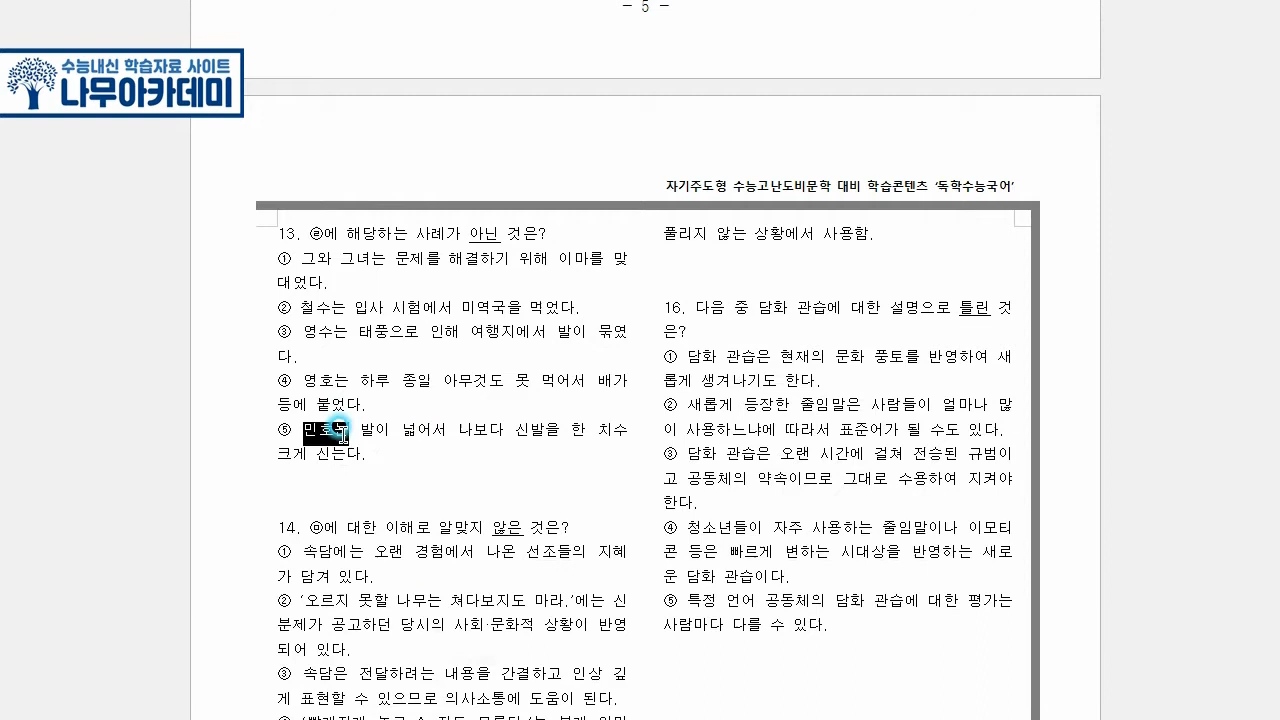 - 5 -
수능내신 학습자료 사이트
나무아카데미
자기주도형 수능고난도비문학 대비 학습콘텐츠 '독학수능국어'
13. ⓔ에 해당하는 사례가 아닌 것은?
① 그와 그녀는 문제를 해결하기 위해 이마를 맞
대었다.
② 철수는 입사 시험에서 미역국을 먹었다.
③ 영수는 태풍으로 인해 여행지에서 발이 묶였
다.
④ 영호는 하루 종일 아무것도 못 먹어서 배가
등에 붙었다.
⑤ 발이 넓어서 나보다 신발을 한 치수
크게 신는다.
14. 에 대한 이해로 알맞지 않은 것은?
① 속담에는 오랜 경험에서 나온 선조들의 지혜
가 담겨 있다.
② '오르지 못할 나무는 쳐다보지도 마라.'에는 신
분제가 공고하던 당시의 사회·문화적 상황이 반영
되어 있다.
③ 속담은 전달하려는 내용을 간결하고 인상 깊
게 표현할 수 있으므로 의사소통에 도움이 된다.
풀리지 않는 상황에서 사용함.
16. 다음 중 담화 관습에 대한 설명으로 틀린 것
은?
① 담화 관습은 현재의 문화 풍토를 반영하여 새
롭게 생겨나기도 한다.
② 새롭게 등장한 줄임말은 사람들이 얼마나 많
이 사용하느냐에 따라서 표준어가 될 수도 있다.
③ 담화 관습은 오랜 시간에 걸쳐 전승된 규범이
고 공동체의 약속이므로 그대로 수용하여 지켜야
한다.
④ 청소년들이 자주 사용하는 줄임말이나 이모티
콘 등은 빠르게 변하는 시대상을 반영하는 새로
운 담화 관습이다.
⑤ 특정 언어 공동체의 담화 관습에 대한 평가는
사람마다 다를 수 있다.